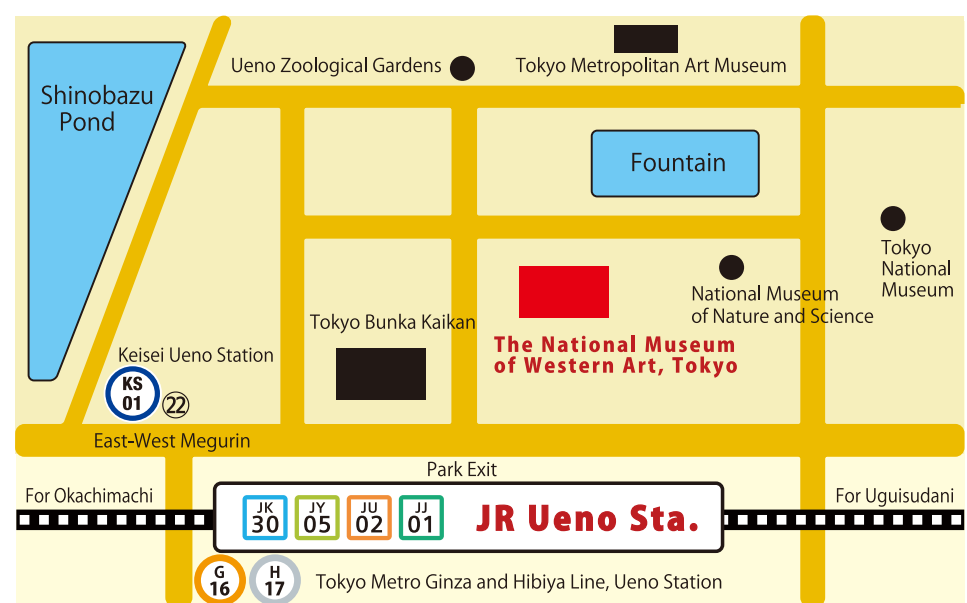 Ueno Zoological Gardens
Tokyo Metropolitan Art Museum
Shinobazu
Pond
Fountain
Tokyo
National
Museum
National Museum
of Nature and Science
Tokyo Bunka Kaikan
The National Museum
of Western Art, Tokyo
Keisei Ueno Station
KS
01
22
East-West Megurin
Park Exit
For Okachimachi
For Uguisudani
JK
30
JY
05
JU
02
JJ
01
JR Ueno Sta.
G
16
H
17
Tokyo Metro Ginza and Hibiya Line, Ueno Station